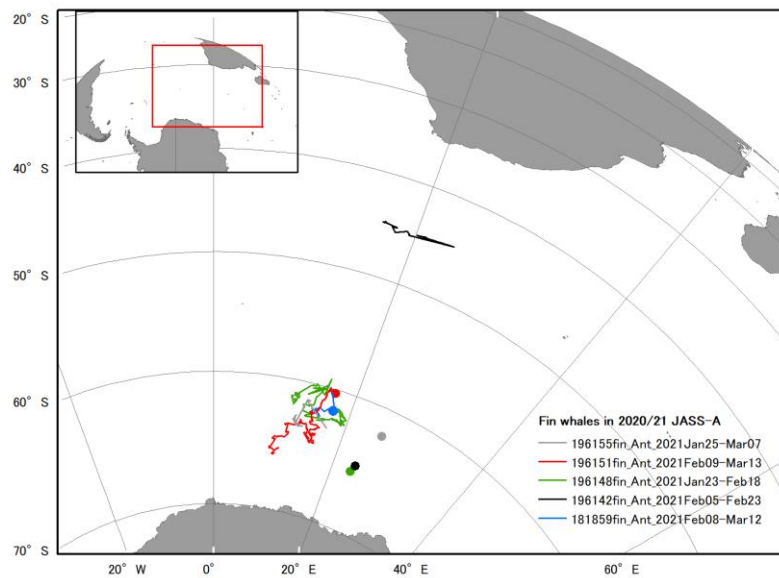 20° S
30° S
40° S
50° S
60° S
70° S
Fin whales in 2020/21 JASS-A
196155fin_Ant_2021Jan25-Mar07
196151fin_Ant_2021Feb09-Mar13
196148fin_Ant_2021Jan23-Feb18
196142fin_Ant_2021Feb05-Feb23
181859fin_Ant_2021Feb08-Mar12
20° W
0°
20° E
40° E
60° E